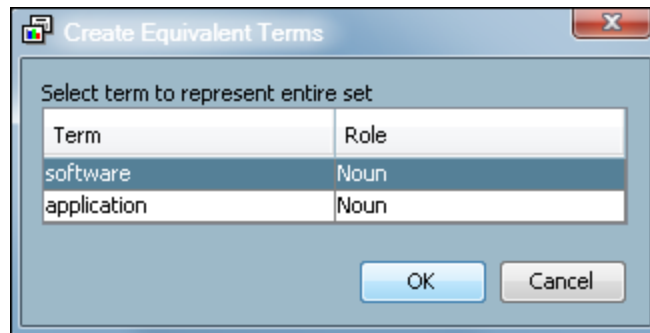 Create Equivalent Terms
Select term to represent entire set
Term Role
software Noun
application Noun
OK Cancel